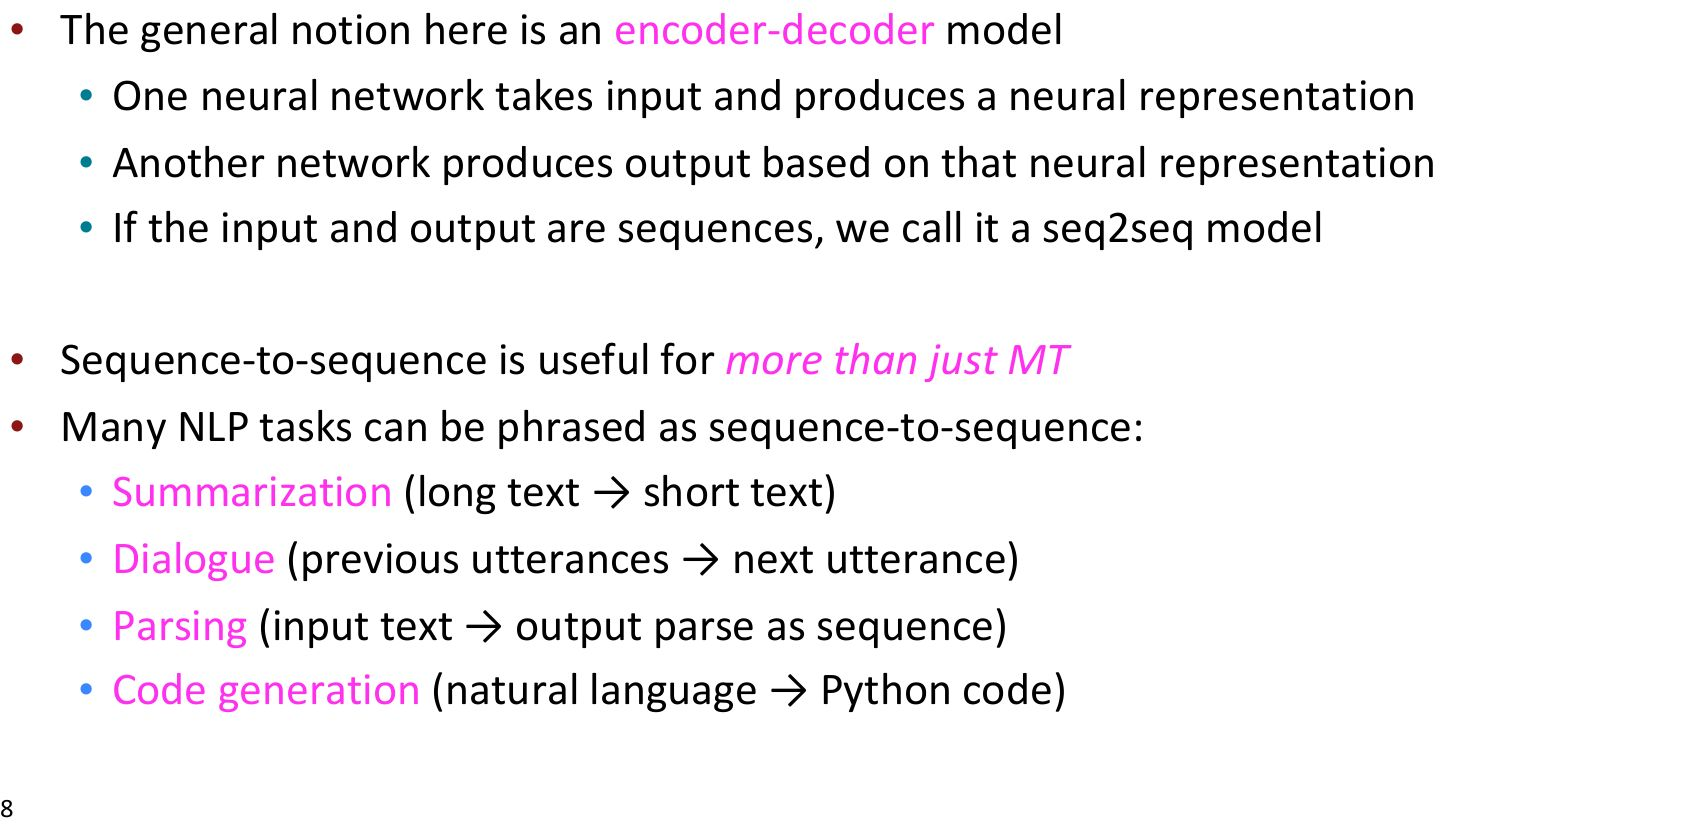 • The general notion here is an encoder-decoder model
• One neural network takes input and produces a neural representation
• Another network produces output based on that neural representation
• If the input and output are sequences, we call it a seq2seq model
• Sequence-to-sequence is useful for more than just MT
• Many NLP tasks can be phrased as sequence-to-sequence:
• Summarization (long text → short text)
• Dialogue (previous utterances → next utterance)
• Parsing (input text → output parse as sequence)
• Code generation (natural language → Python code)
8